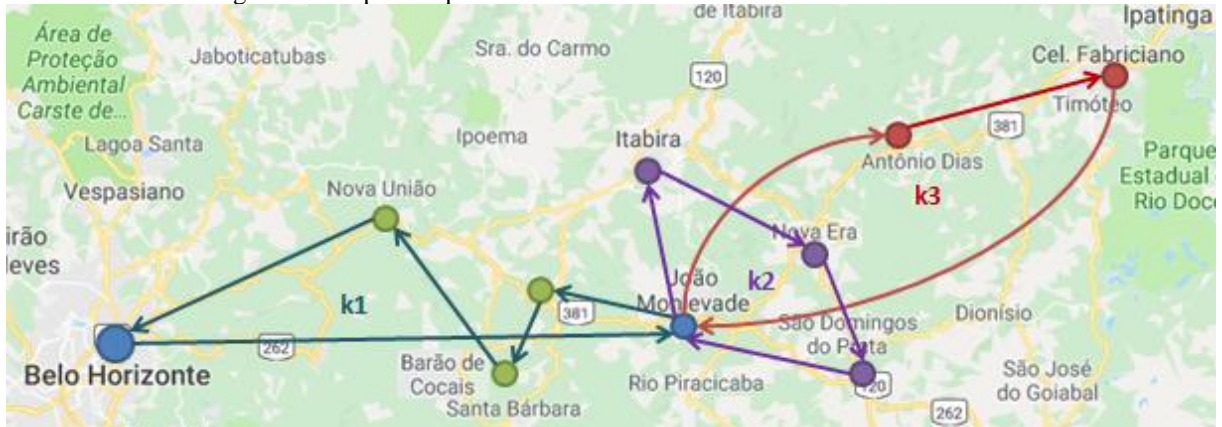 Ipatinga
de Itabira
Área de
Proteção
Ambiental
Carste de...
Jaboticatubas
Sra. do Carmo
Cel. Fabriciano
120
Timóteo
381
Ipoema
Itabira
Lagoa Santa
Antônio Dias
Parque
Estadual
Rio Doce
Vespasiano
Nova União
k3
Nova Era
irão
eves
João
Monlevade
k2
k1
381
Dionísio
São Domingos
do Prata
262
Belo Horizonte
Barão de
Cocais
Rio Piracicaba
São José
do Goiabal
Santa Bárbara
120
262